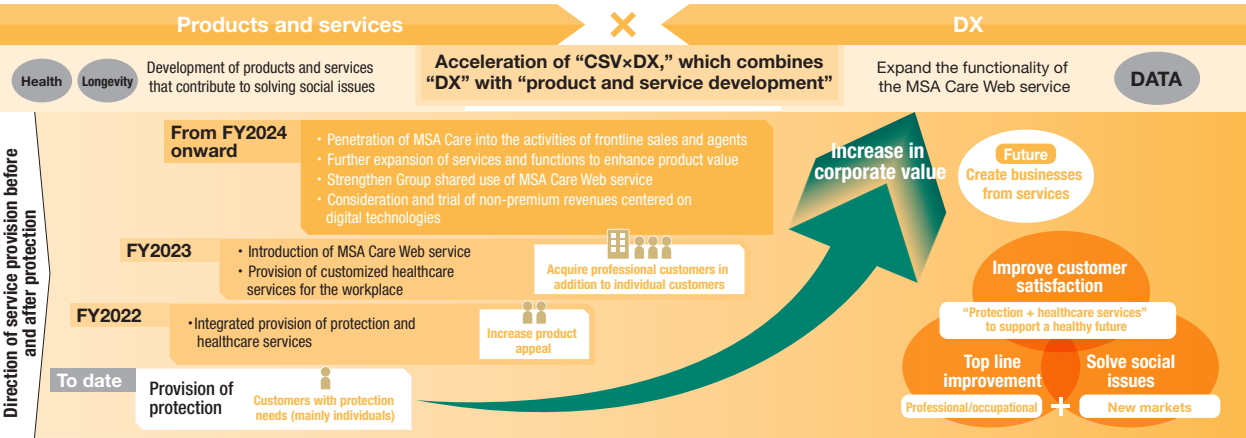 Products and services
×
DX
Health
Longevity
Development of products and services
that contribute to solving social issues
Acceleration of “CSV×DX,” which combines
“DX” with “product and service development”
Expand the functionality of
the MSA Care Web service
DATA
Direction of service provision before
and after protection
From FY2024
onward
・Penetration of MSA Care into the activities of frontline sales and agents
・Further expansion of services and functions to enhance product value
・Strengthen Group shared use of MSA Care Web service
・Consideration and trial of non-premium revenues centered on
digital technologies
FY2023
・Introduction of MSA Care Web service
・Provision of customized healthcare
services for the workplace
Acquire professional customers in
addition to individual customers
FY2022
・Integrated provision of protection and
healthcare services
Increase product
appeal
To date
Provision of
protection
Customers with protection
needs (mainly individuals)
Increase in
corporate value
Future
Create businesses
from services
Improve customer
satisfaction
“Protection + healthcare services”
to support a healthy future
Top line
improvement
Professional/occupational
+
Solve social
issues
New markets